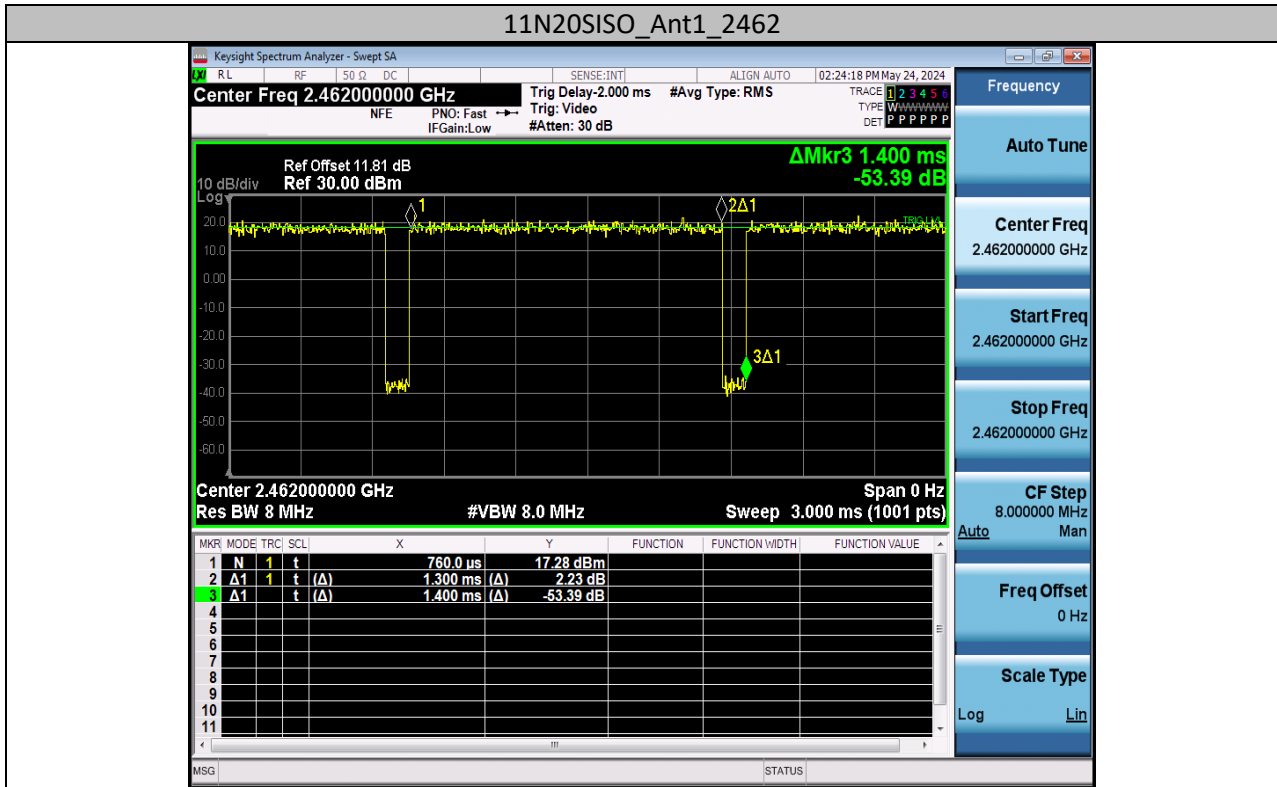 11N20SISO_Ant1_2462
Keysight Spectrum Analyzer - Swept SA
LXI RL RF 50 Ω DC SENSE:INT ALIGN AUTO 02:24:18 PM May 24, 2024
Center Freq 2.462000000 GHz Trig Delay-2.000 ms #Avg Type: RMS TRACE 1 2 3 4 5 6
NFE PNO: Fast Trig: Video TYPE WWWWWW
IFGain:Low #Atten: 30 dB DET P P P P P P
Frequency
Auto Tune
Center Freq
2.462000000 GHz
Start Freq
2.462000000 GHz
Stop Freq
2.462000000 GHz
CF Step
8.000000 MHz
Auto Man
Freq Offset
0 Hz
Scale Type
Log Lin
ΔMkr3 1.400 ms
-53.39 dB
Ref Offset 11.81 dB
10 dB/div Ref 30.00 dBm
Log
1 2Δ1
20.0 TRIG LVL
10.0
0.00
-10.0
-20.0
3Δ1
-30.0
-40.0
-50.0
-60.0
Center 2.462000000 GHz Span 0 Hz
Res BW 8 MHz #VBW 8.0 MHz Sweep 3.000 ms (1001 pts)
MKR MODE TRC SCL X Y FUNCTION FUNCTION WIDTH FUNCTION VALUE
1 N 1 t 760.0 µs 17.28 dBm
2 Δ1 1 t (Δ) 1.300 ms (Δ) 2.23 dB
3 Δ1 t (Δ) 1.400 ms (Δ) -53.39 dB
4
5
6
7
8
9
10
11
MSG STATUS